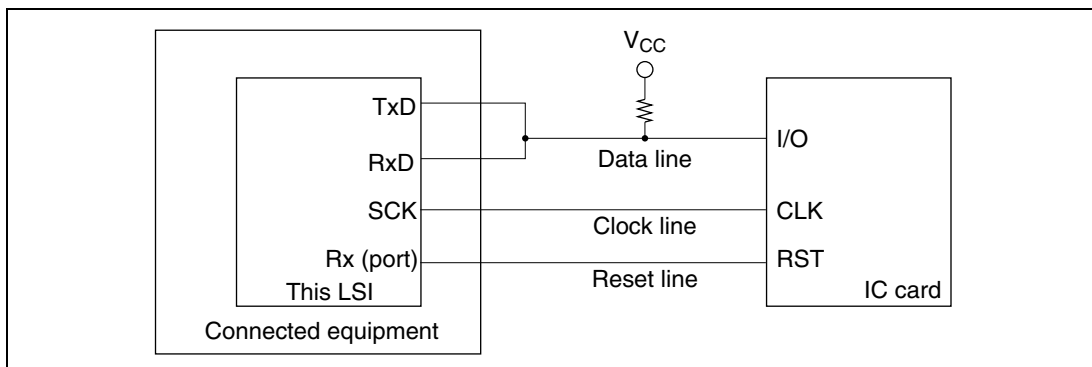 VCC
TxD
RxD
SCK
Rx (port)
This LSI
Connected equipment
Data line
Clock line
Reset line
I/O
CLK
RST
IC card